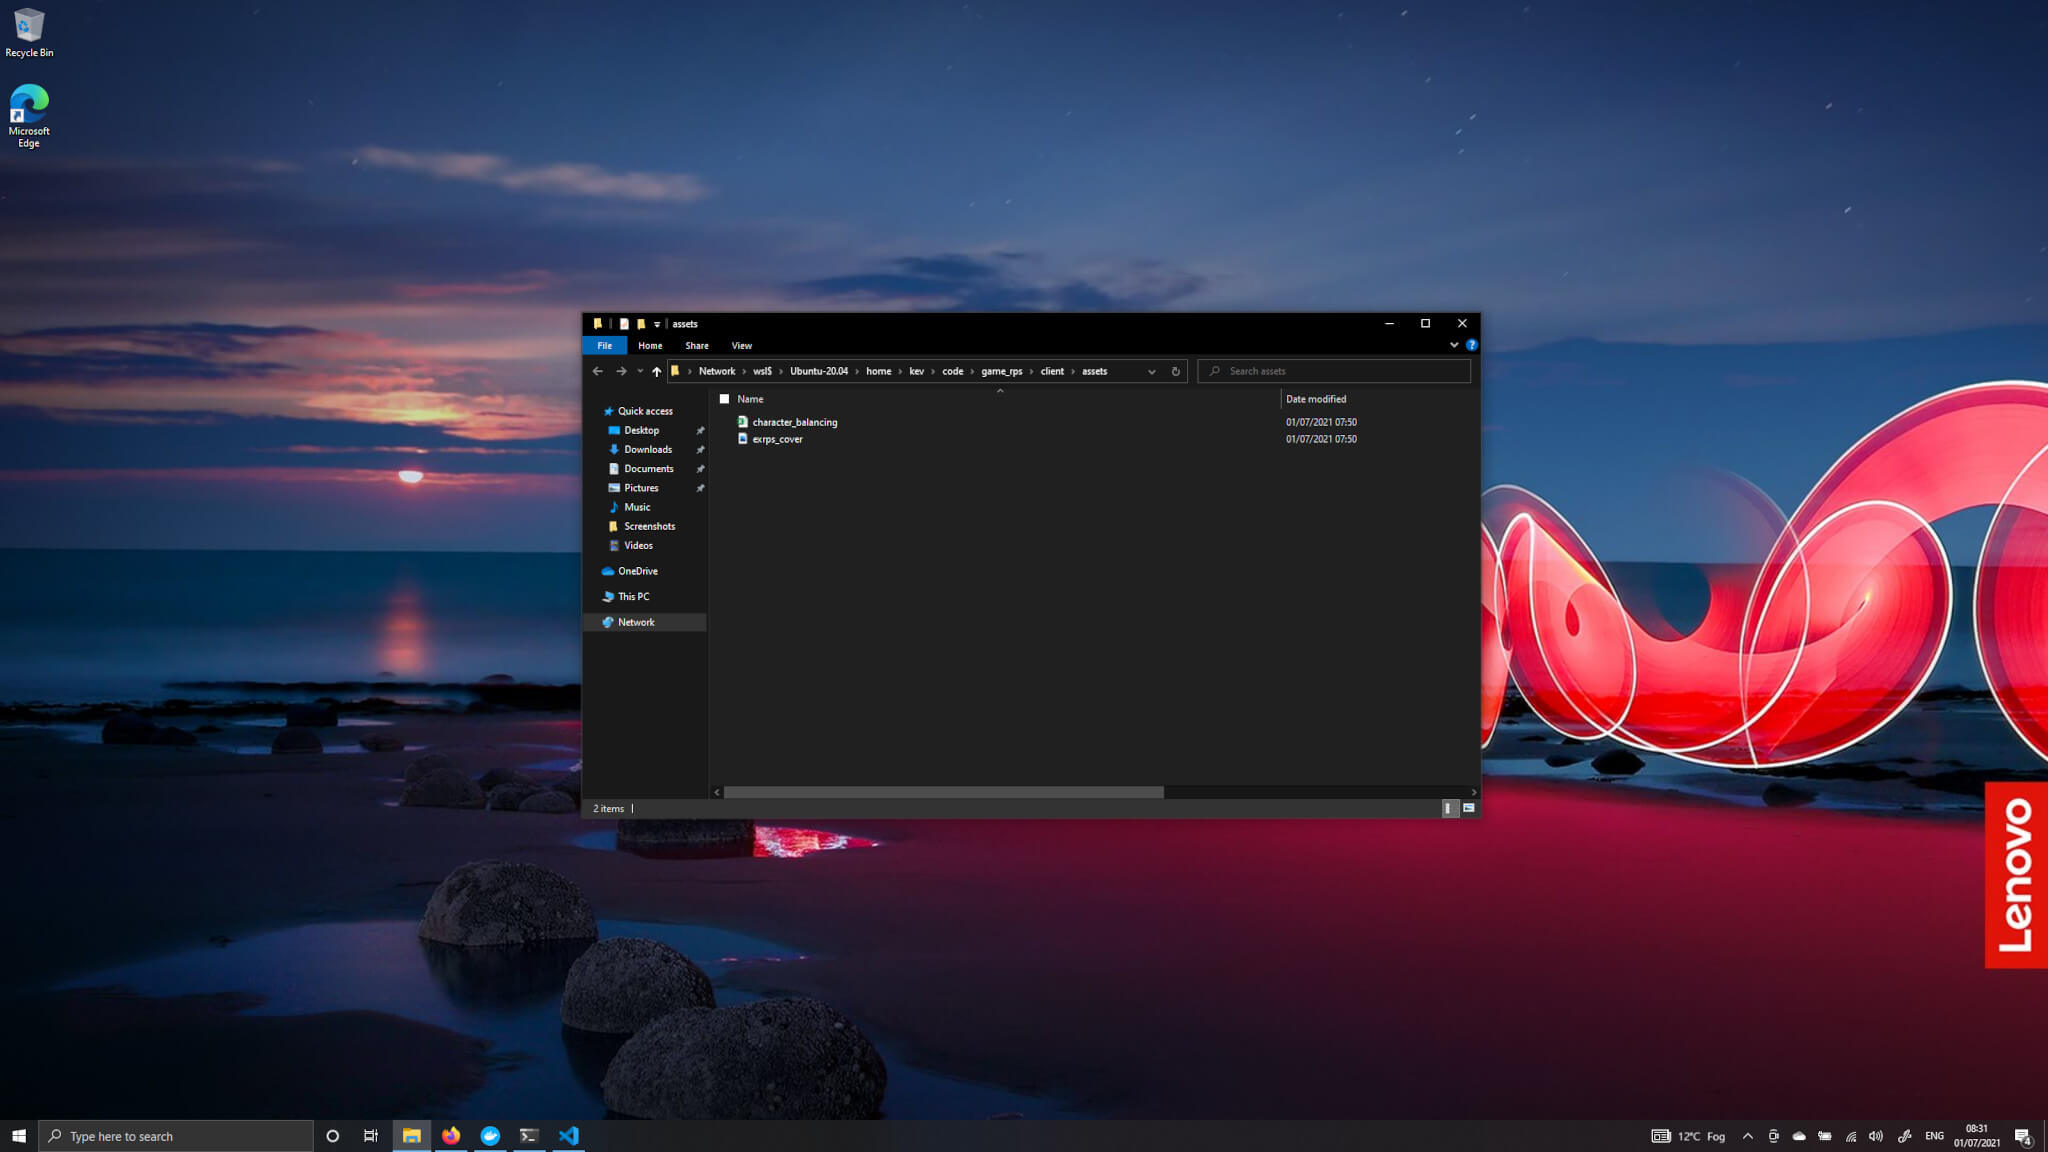 Recycle Bin
Microsoft
Edge
assets
File Home Share View
Network wsl$ Ubuntu-20.04 home kev code game_rps client assets
Search assets
Name Date modified
character_balancing 01/07/2021 07:50
exrps_cover 01/07/2021 07:50
Quick access
Desktop
Downloads
Documents
Pictures
Music
Screenshots
Videos
OneDrive
This PC
Network
2 items
Lenovo
Type here to search
12°C Fog
ENG
08:31
01/07/2021
4